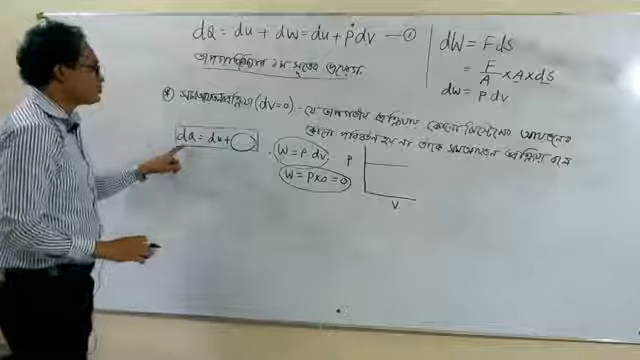 dQ = du + dw = du + pdv —①
তাপগতিবিদ্যার ১ম সূত্রের প্রয়োগ
dW = Fds
= F/A × A × ds
dw = p dv
সমআয়তন প্রক্রিয়া (dv=0) - যে তাপগতীয় প্রক্রিয়ায় কোনো সিস্টেমের আয়তনের
কোনো পরিবর্তন হয় না তাকে সমআয়তন প্রক্রিয়া বলে
dQ = du +
W = P dv
W = P×0 = 0
P
V